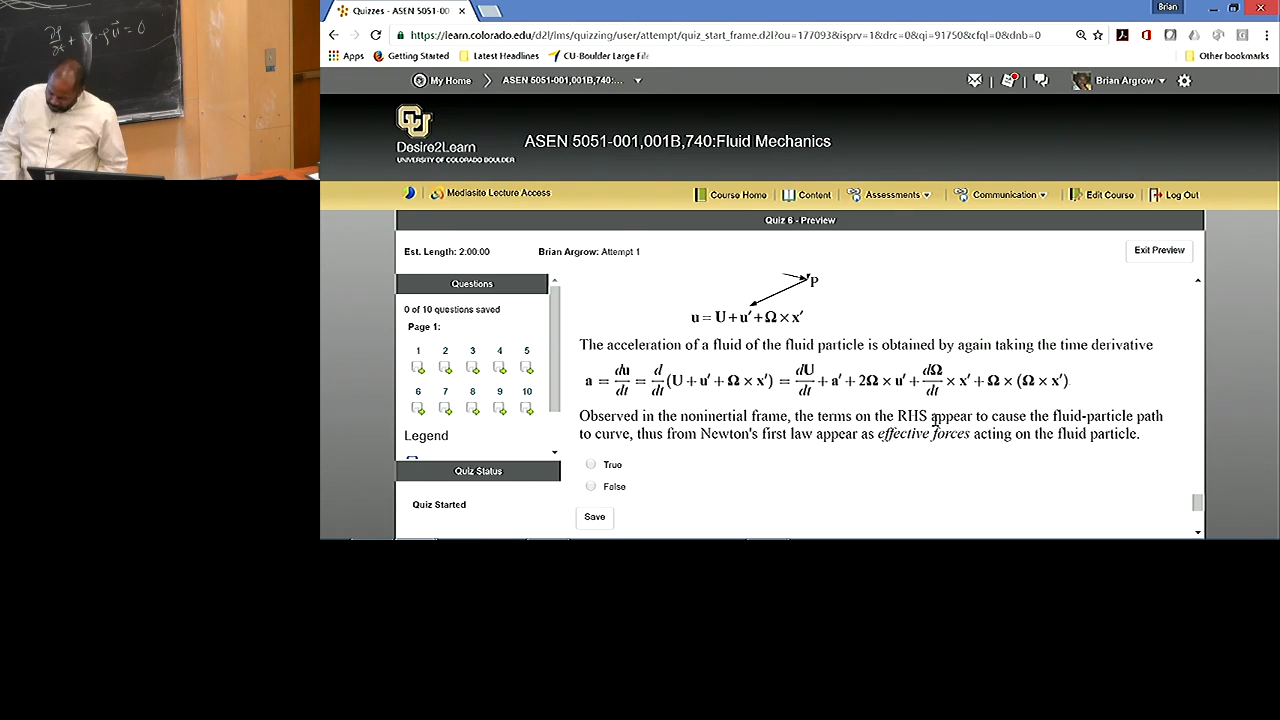 ∂ρ/∂t + ∇·ρu⃗ = 0
Quizzes - ASEN 5051-00
Brian
https://learn.colorado.edu/d2l/lms/quizzing/user/attempt/quiz_start_frame.d2l?ou=177093&isprv=1&drc=0&qi=91750&cfql=0&dnb=0
Apps Getting Started Latest Headlines CU-Boulder Large File Other bookmarks
My Home ASEN 5051-001,001B,740:... Brian Argrow
CU
Desire2Learn
UNIVERSITY OF COLORADO BOULDER
ASEN 5051-001,001B,740:Fluid Mechanics
Mediasite Lecture Access Course Home Content Assessments Communication Edit Course Log Out
Quiz 6 - Preview
Est. Length: 2:00:00 Brian Argrow: Attempt 1 Exit Preview
Questions
0 of 10 questions saved
Page 1:
1 2 3 4 5
6 7 8 9 10
Legend
Quiz Status
Quiz Started
P
u = U + u′ + Ω × x′
The acceleration of a fluid of the fluid particle is obtained by again taking the time derivative
a = du/dt = d/dt (U + u′ + Ω × x′) = dU/dt + a′ + 2Ω × u′ + dΩ/dt × x′ + Ω × (Ω × x′)
Observed in the noninertial frame, the terms on the RHS appear to cause the fluid-particle path
to curve, thus from Newton's first law appear as effective forces acting on the fluid particle.
True
False
Save